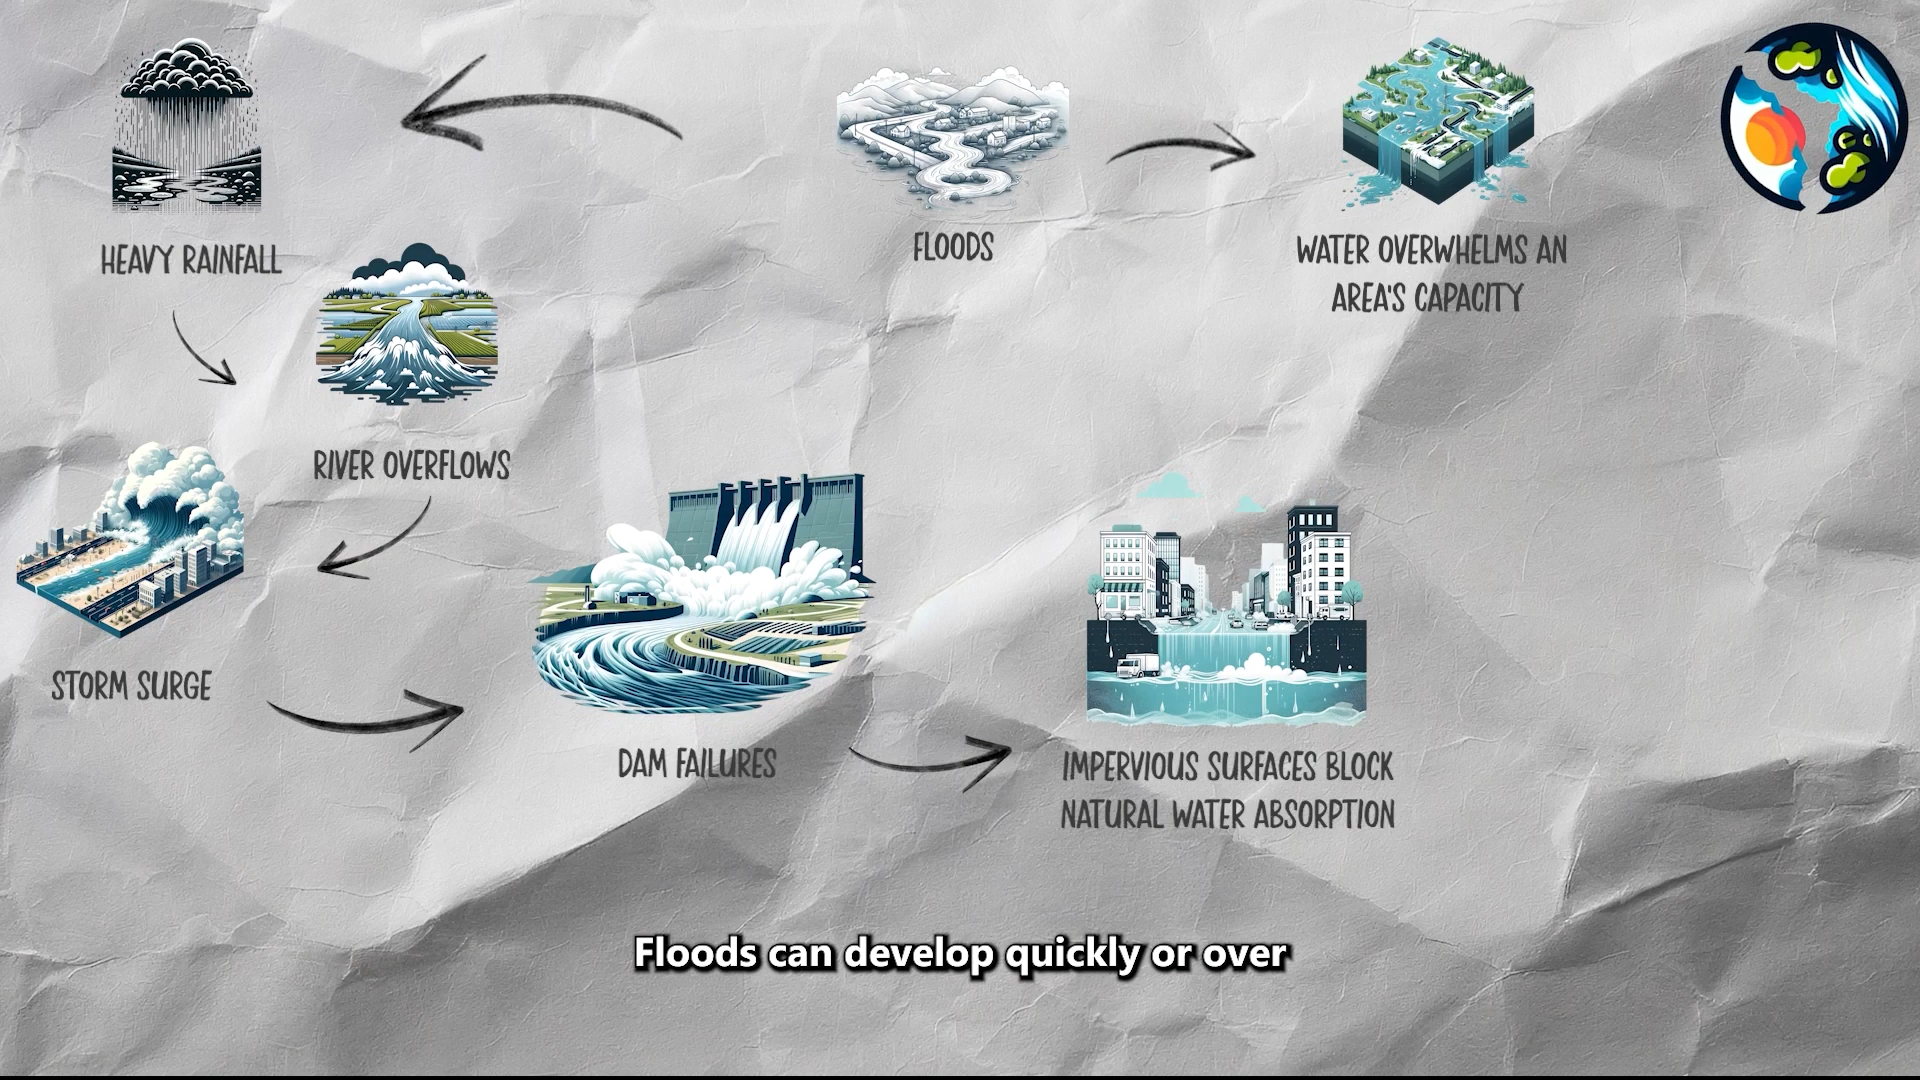 HEAVY RAINFALL
FLOODS
WATER OVERWHELMS AN
AREA'S CAPACITY
RIVER OVERFLOWS
STORM SURGE
DAM FAILURES
IMPERVIOUS SURFACES BLOCK
NATURAL WATER ABSORPTION
Floods can develop quickly or over